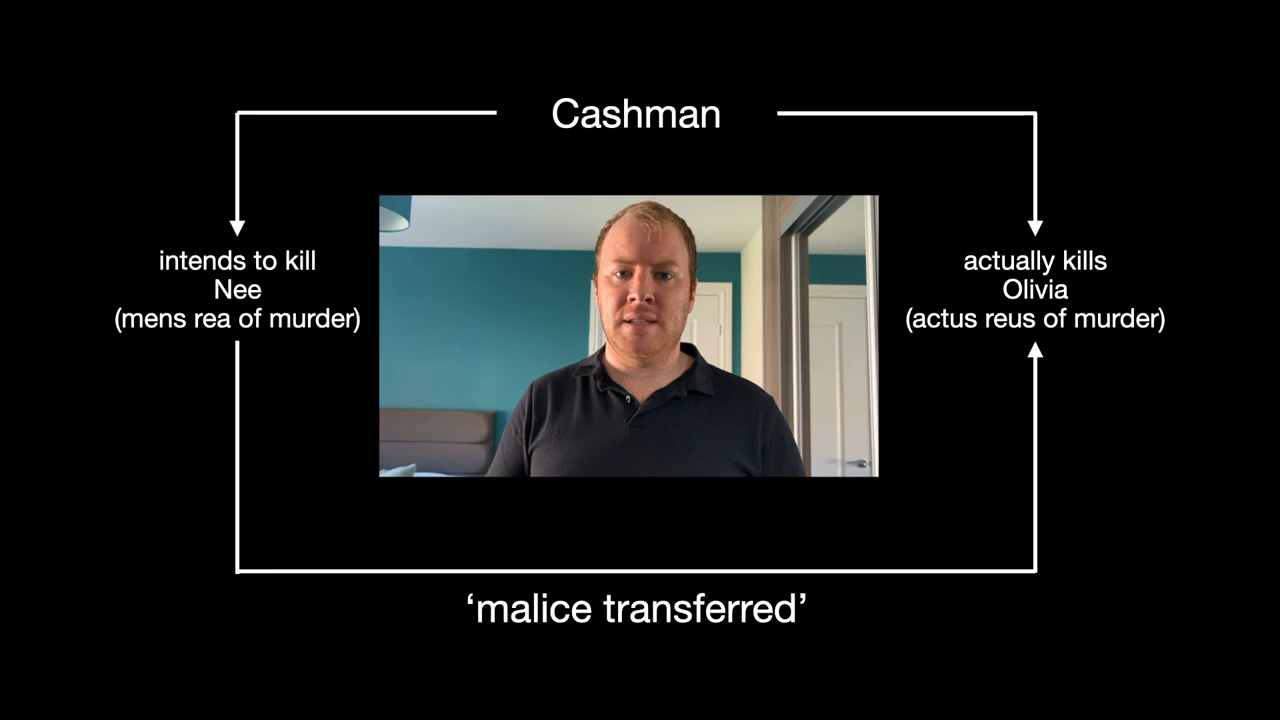 Cashman
intends to kill
Nee
(mens rea of murder)
actually kills
Olivia
(actus reus of murder)
‘malice transferred’